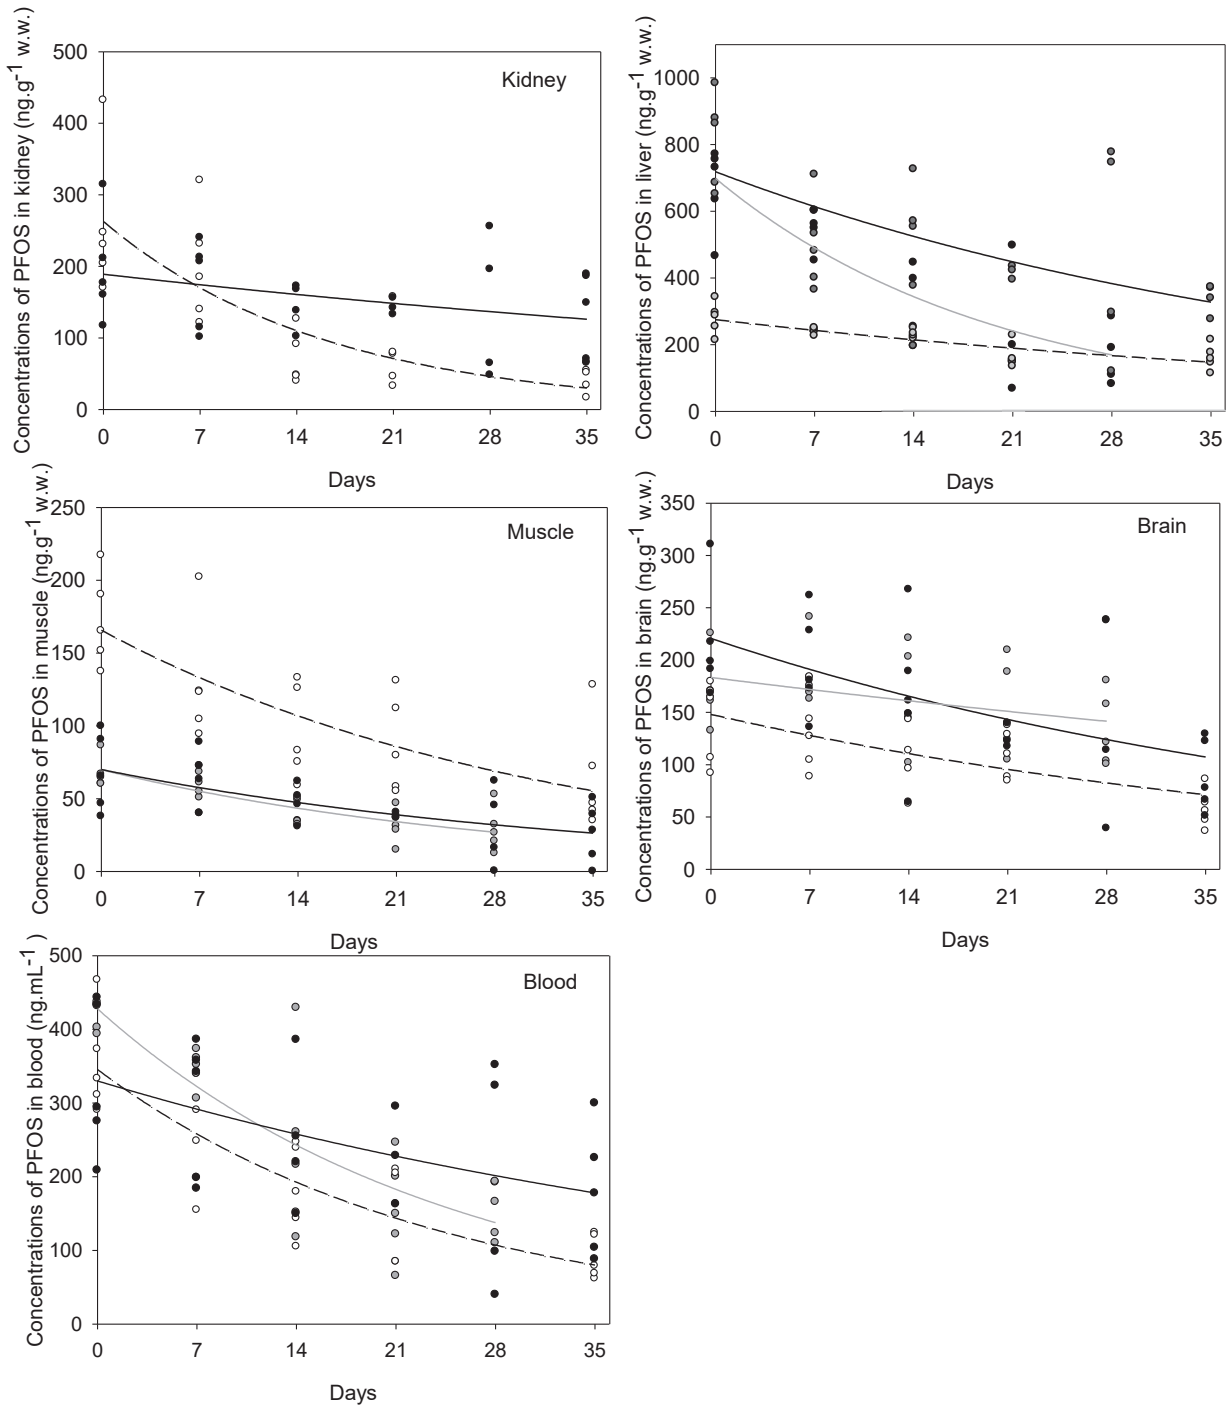 Concentrations of PFOS in kidney (ng.g-1 w.w.)
500
400
300
200
100
0
Kidney
0 7 14 21 28 35
Days
Concentrations of PFOS in liver (ng.g-1 w.w.)
1000
800
600
400
200
0
0 7 14 21 28 35
Days
Concentrations of PFOS in muscle (ng.g-1 w.w.)
250
200
150
100
50
0
Muscle
0 7 14 21 28 35
Days
Concentrations of PFOS in brain (ng.g-1 w.w.)
350
300
250
200
150
100
50
0
Brain
0 7 14 21 28 35
Days
Concentrations of PFOS in blood (ng.mL-1 )
500
400
300
200
100
0
Blood
0 7 14 21 28 35
Days